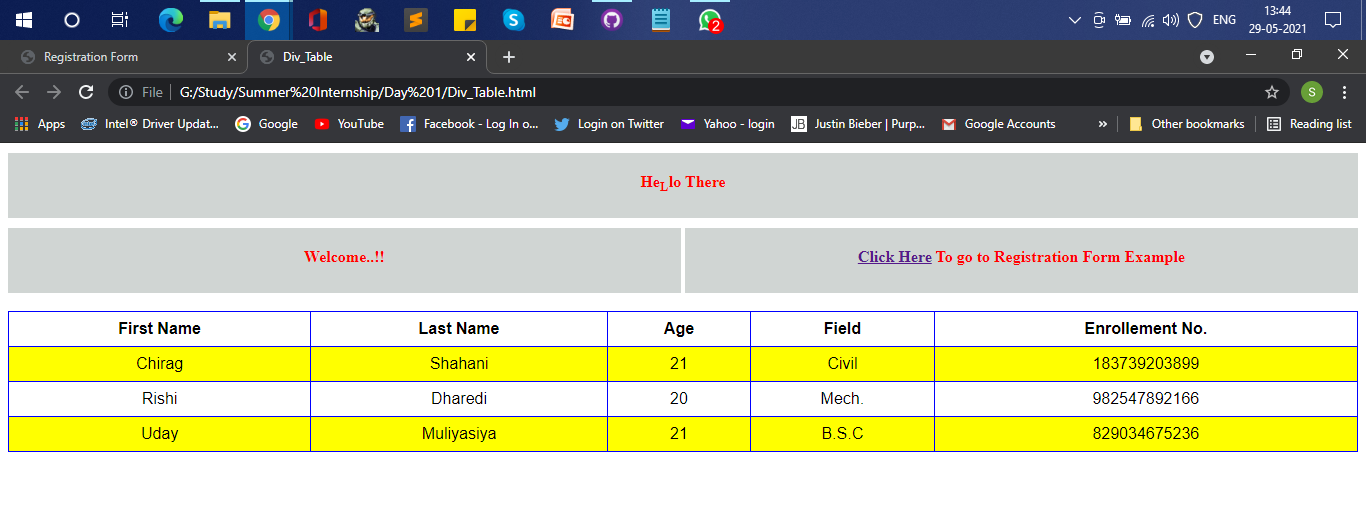 ENG
13:44
29-05-2021
2
Registration Form
Div_Table
File
G:/Study/Summer%20Internship/Day%201/Div_Table.html
S
Apps
Intel® Driver Updat...
Google
YouTube
Facebook - Log In o...
Login on Twitter
Yahoo - login
JB Justin Bieber | Purp...
Google Accounts
»
Other bookmarks
Reading list
HeLlo There
Welcome..!!
Click Here To go to Registration Form Example
First Name Last Name Age Field Enrollement No.
Chirag Shahani 21 Civil 183739203899
Rishi Dharedi 20 Mech. 982547892166
Uday Muliyasiya 21 B.S.C 829034675236